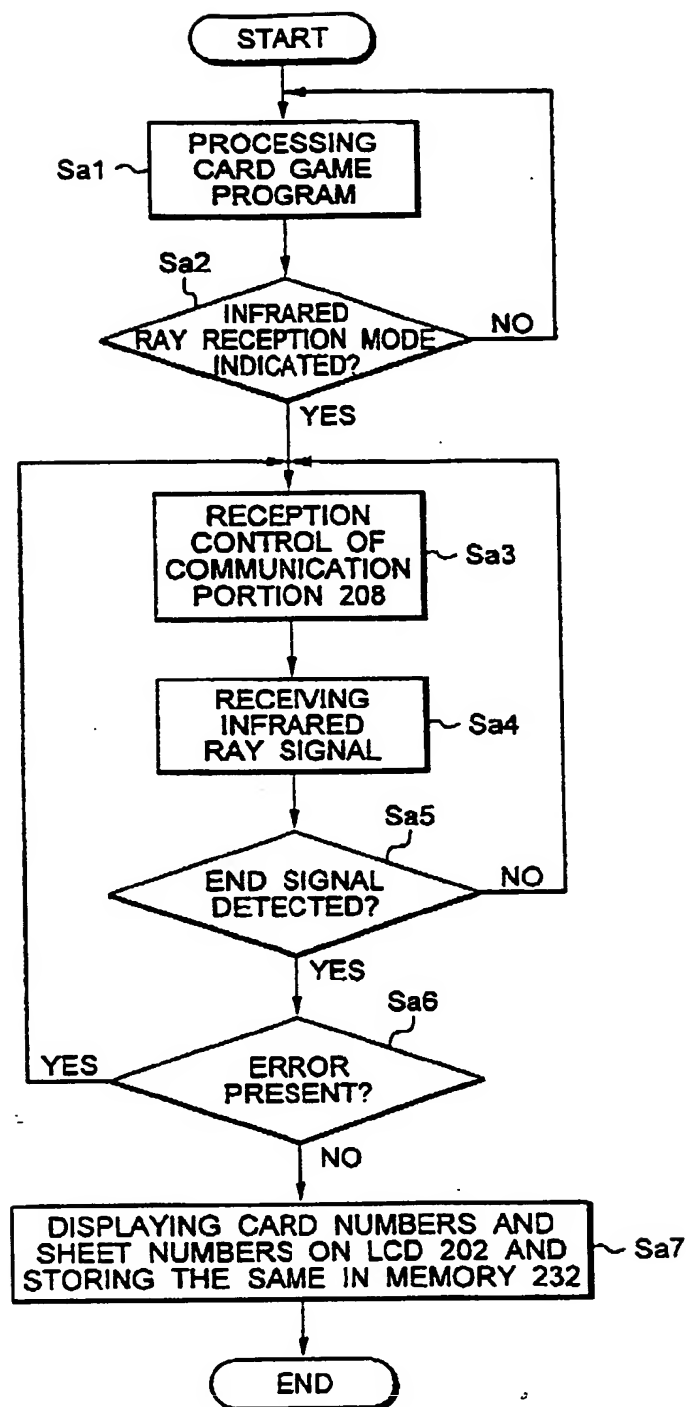 START
Sa1
PROCESSING
CARD GAME
PROGRAM
Sa2
INFRARED
RAY RECEPTION MODE
INDICATED?
NO
YES
RECEPTION
CONTROL OF
COMMUNICATION
PORTION 208
Sa3
RECEIVING
INFRARED
RAY SIGNAL
Sa4
Sa5
END SIGNAL
DETECTED?
NO
YES
Sa6
YES
ERROR
PRESENT?
NO
DISPLAYING CARD NUMBERS AND
SHEET NUMBERS ON LCD 202 AND
STORING THE SAME IN MEMORY 232
Sa7
END